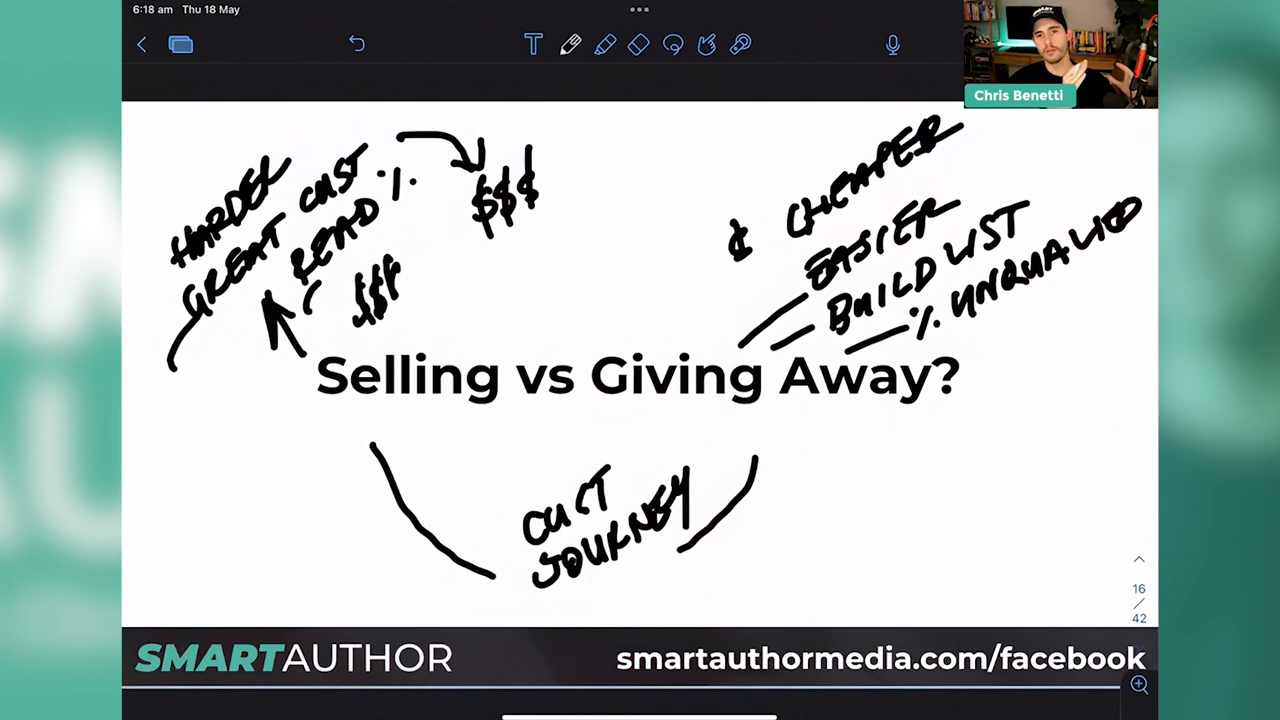 6:18 am Thu 18 May
Chris Benetti
HARDER
GREAT CUST
READ %
$$$
$$$
¢ CHEAPER
EASIER
BUILD LIST
% UNQUALIED
Selling vs Giving Away?
CUST
JOURNEY
16
/
42
SMARTAUTHOR
smartauthormedia.com/facebook